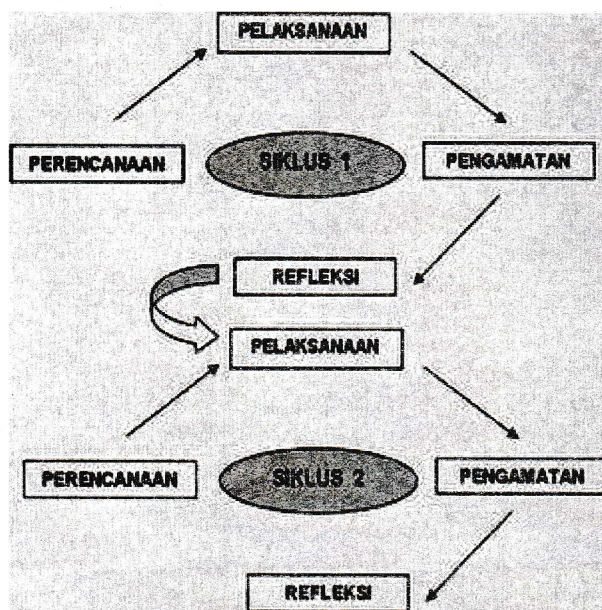 PELAKSANAAN
PERENCANAAN
SIKLUS 1
PENGAMATAN
REFLEKSI
PELAKSANAAN
PERENCANAAN
SIKLUS 2
PENGAMATAN
REFLEKSI